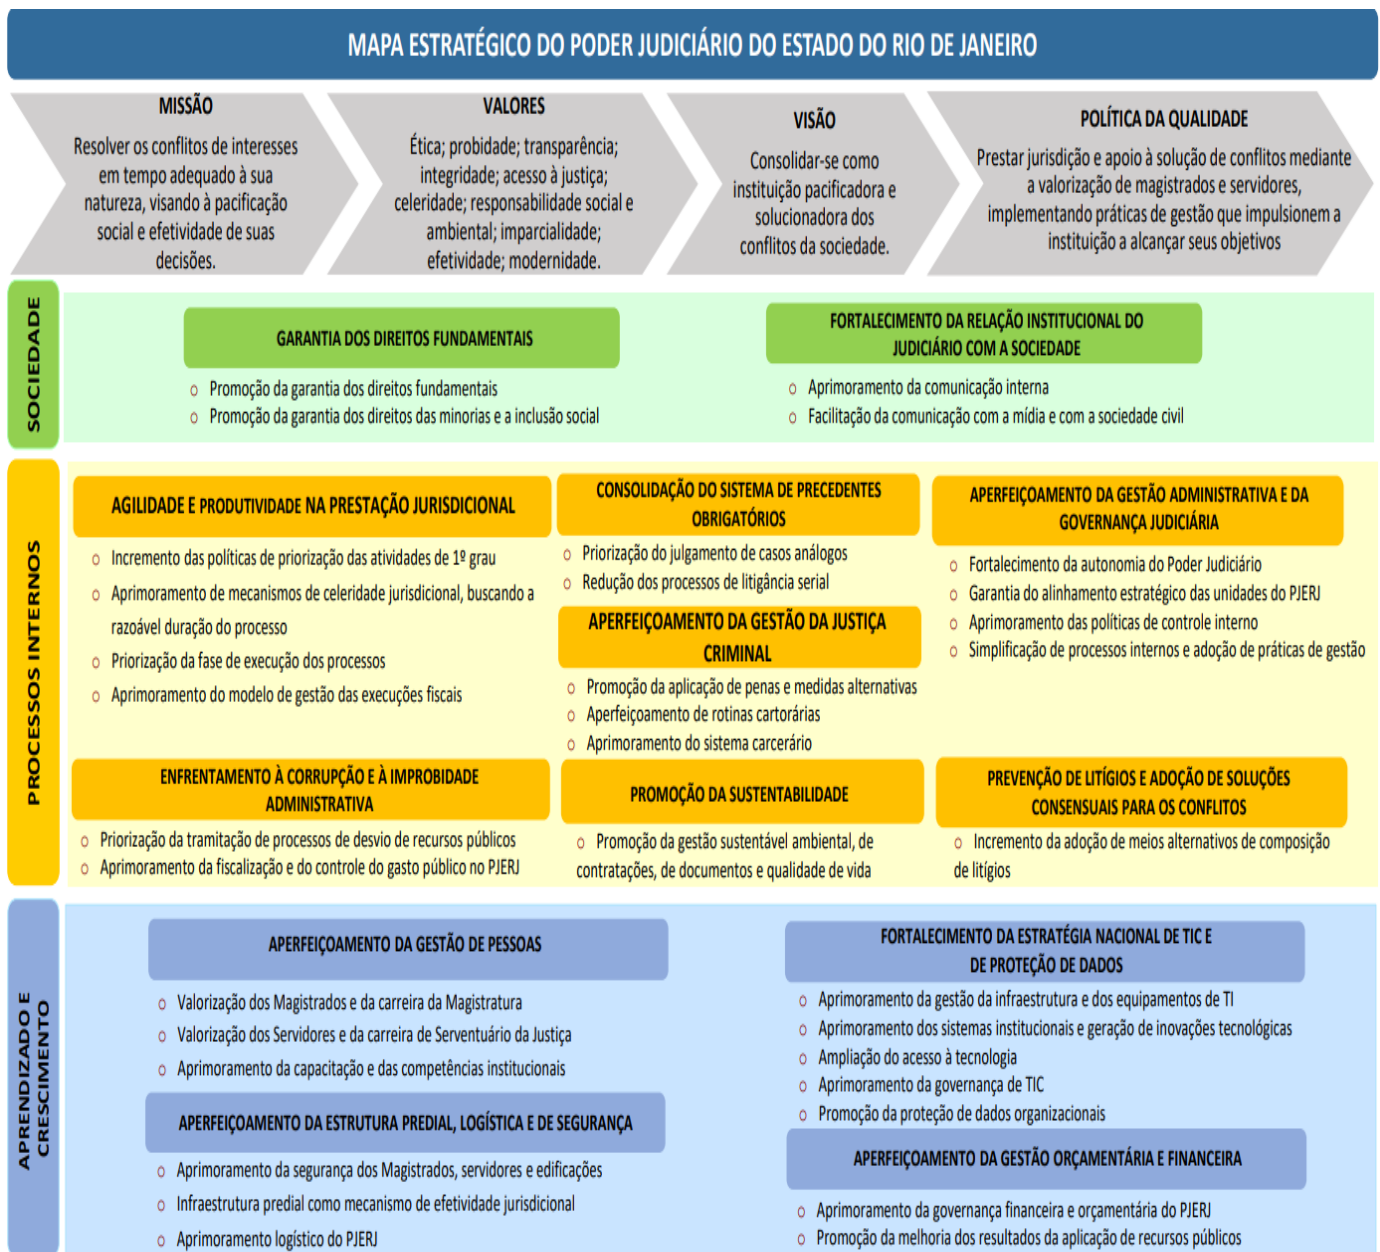 MAPA ESTRATÉGICO DO PODER JUDICIÁRIO DO ESTADO DO RIO DE JANEIRO
MISSÃO
Resolver os conflitos de interesses
em tempo adequado à sua
natureza, visando à pacificação
social e efetividade de suas
decisões.
VALORES
Ética; probidade; transparência;
integridade; acesso à justiça;
celeridade; responsabilidade social e
ambiental; imparcialidade;
efetividade; modernidade.
VISÃO
Consolidar-se como
instituição pacificadora e
solucionadora dos
conflitos da sociedade.
POLÍTICA DA QUALIDADE
Prestar jurisdição e apoio à solução de conflitos mediante
a valorização de magistrados e servidores,
implementando práticas de gestão que impulsionem a
instituição a alcançar seus objetivos
SOCIEDADE
GARANTIA DOS DIREITOS FUNDAMENTAIS
o Promoção da garantia dos direitos fundamentais
o Promoção da garantia dos direitos das minorias e a inclusão social
FORTALECIMENTO DA RELAÇÃO INSTITUCIONAL DO
JUDICIÁRIO COM A SOCIEDADE
o Aprimoramento da comunicação interna
o Facilitação da comunicação com a mídia e com a sociedade civil
PROCESSOS INTERNOS
AGILIDADE E PRODUTIVIDADE NA PRESTAÇÃO JURISDICIONAL
o Incremento das políticas de priorização das atividades de 1º grau
o Aprimoramento de mecanismos de celeridade jurisdicional, buscando a
razoável duração do processo
o Priorização da fase de execução dos processos
o Aprimoramento do modelo de gestão das execuções fiscais
CONSOLIDAÇÃO DO SISTEMA DE PRECEDENTES
OBRIGATÓRIOS
o Priorização do julgamento de casos análogos
o Redução dos processos de litigância serial
APERFEIÇOAMENTO DA GESTÃO DA JUSTIÇA
CRIMINAL
o Promoção da aplicação de penas e medidas alternativas
o Aperfeiçoamento de rotinas cartorárias
o Aprimoramento do sistema carcerário
APERFEIÇOAMENTO DA GESTÃO ADMINISTRATIVA E DA
GOVERNANÇA JUDICIÁRIA
o Fortalecimento da autonomia do Poder Judiciário
o Garantia do alinhamento estratégico das unidades do PJERJ
o Aprimoramento das políticas de controle interno
o Simplificação de processos internos e adoção de práticas de gestão
ENFRENTAMENTO À CORRUPÇÃO E À IMPROBIDADE
ADMINISTRATIVA
o Priorização da tramitação de processos de desvio de recursos públicos
o Aprimoramento da fiscalização e do controle do gasto público no PJERJ
PROMOÇÃO DA SUSTENTABILIDADE
o Promoção da gestão sustentável ambiental, de
contratações, de documentos e qualidade de vida
PREVENÇÃO DE LITÍGIOS E ADOÇÃO DE SOLUÇÕES
CONSENSUAIS PARA OS CONFLITOS
o Incremento da adoção de meios alternativos de composição
de litígios
APRENDIZADO E
CRESCIMENTO
APERFEIÇOAMENTO DA GESTÃO DE PESSOAS
o Valorização dos Magistrados e da carreira da Magistratura
o Valorização dos Servidores e da carreira de Serventuário da Justiça
o Aprimoramento da capacitação e das competências institucionais
APERFEIÇOAMENTO DA ESTRUTURA PREDIAL, LOGÍSTICA E DE SEGURANÇA
o Aprimoramento da segurança dos Magistrados, servidores e edificações
o Infraestrutura predial como mecanismo de efetividade jurisdicional
o Aprimoramento logístico do PJERJ
FORTALECIMENTO DA ESTRATÉGIA NACIONAL DE TIC E
DE PROTEÇÃO DE DADOS
o Aprimoramento da gestão da infraestrutura e dos equipamentos de TI
o Aprimoramento dos sistemas institucionais e geração de inovações tecnológicas
o Ampliação do acesso à tecnologia
o Aprimoramento da governança de TIC
o Promoção da proteção de dados organizacionais
APERFEIÇOAMENTO DA GESTÃO ORÇAMENTÁRIA E FINANCEIRA
o Aprimoramento da governança financeira e orçamentária do PJERJ
o Promoção da melhoria dos resultados da aplicação de recursos públicos